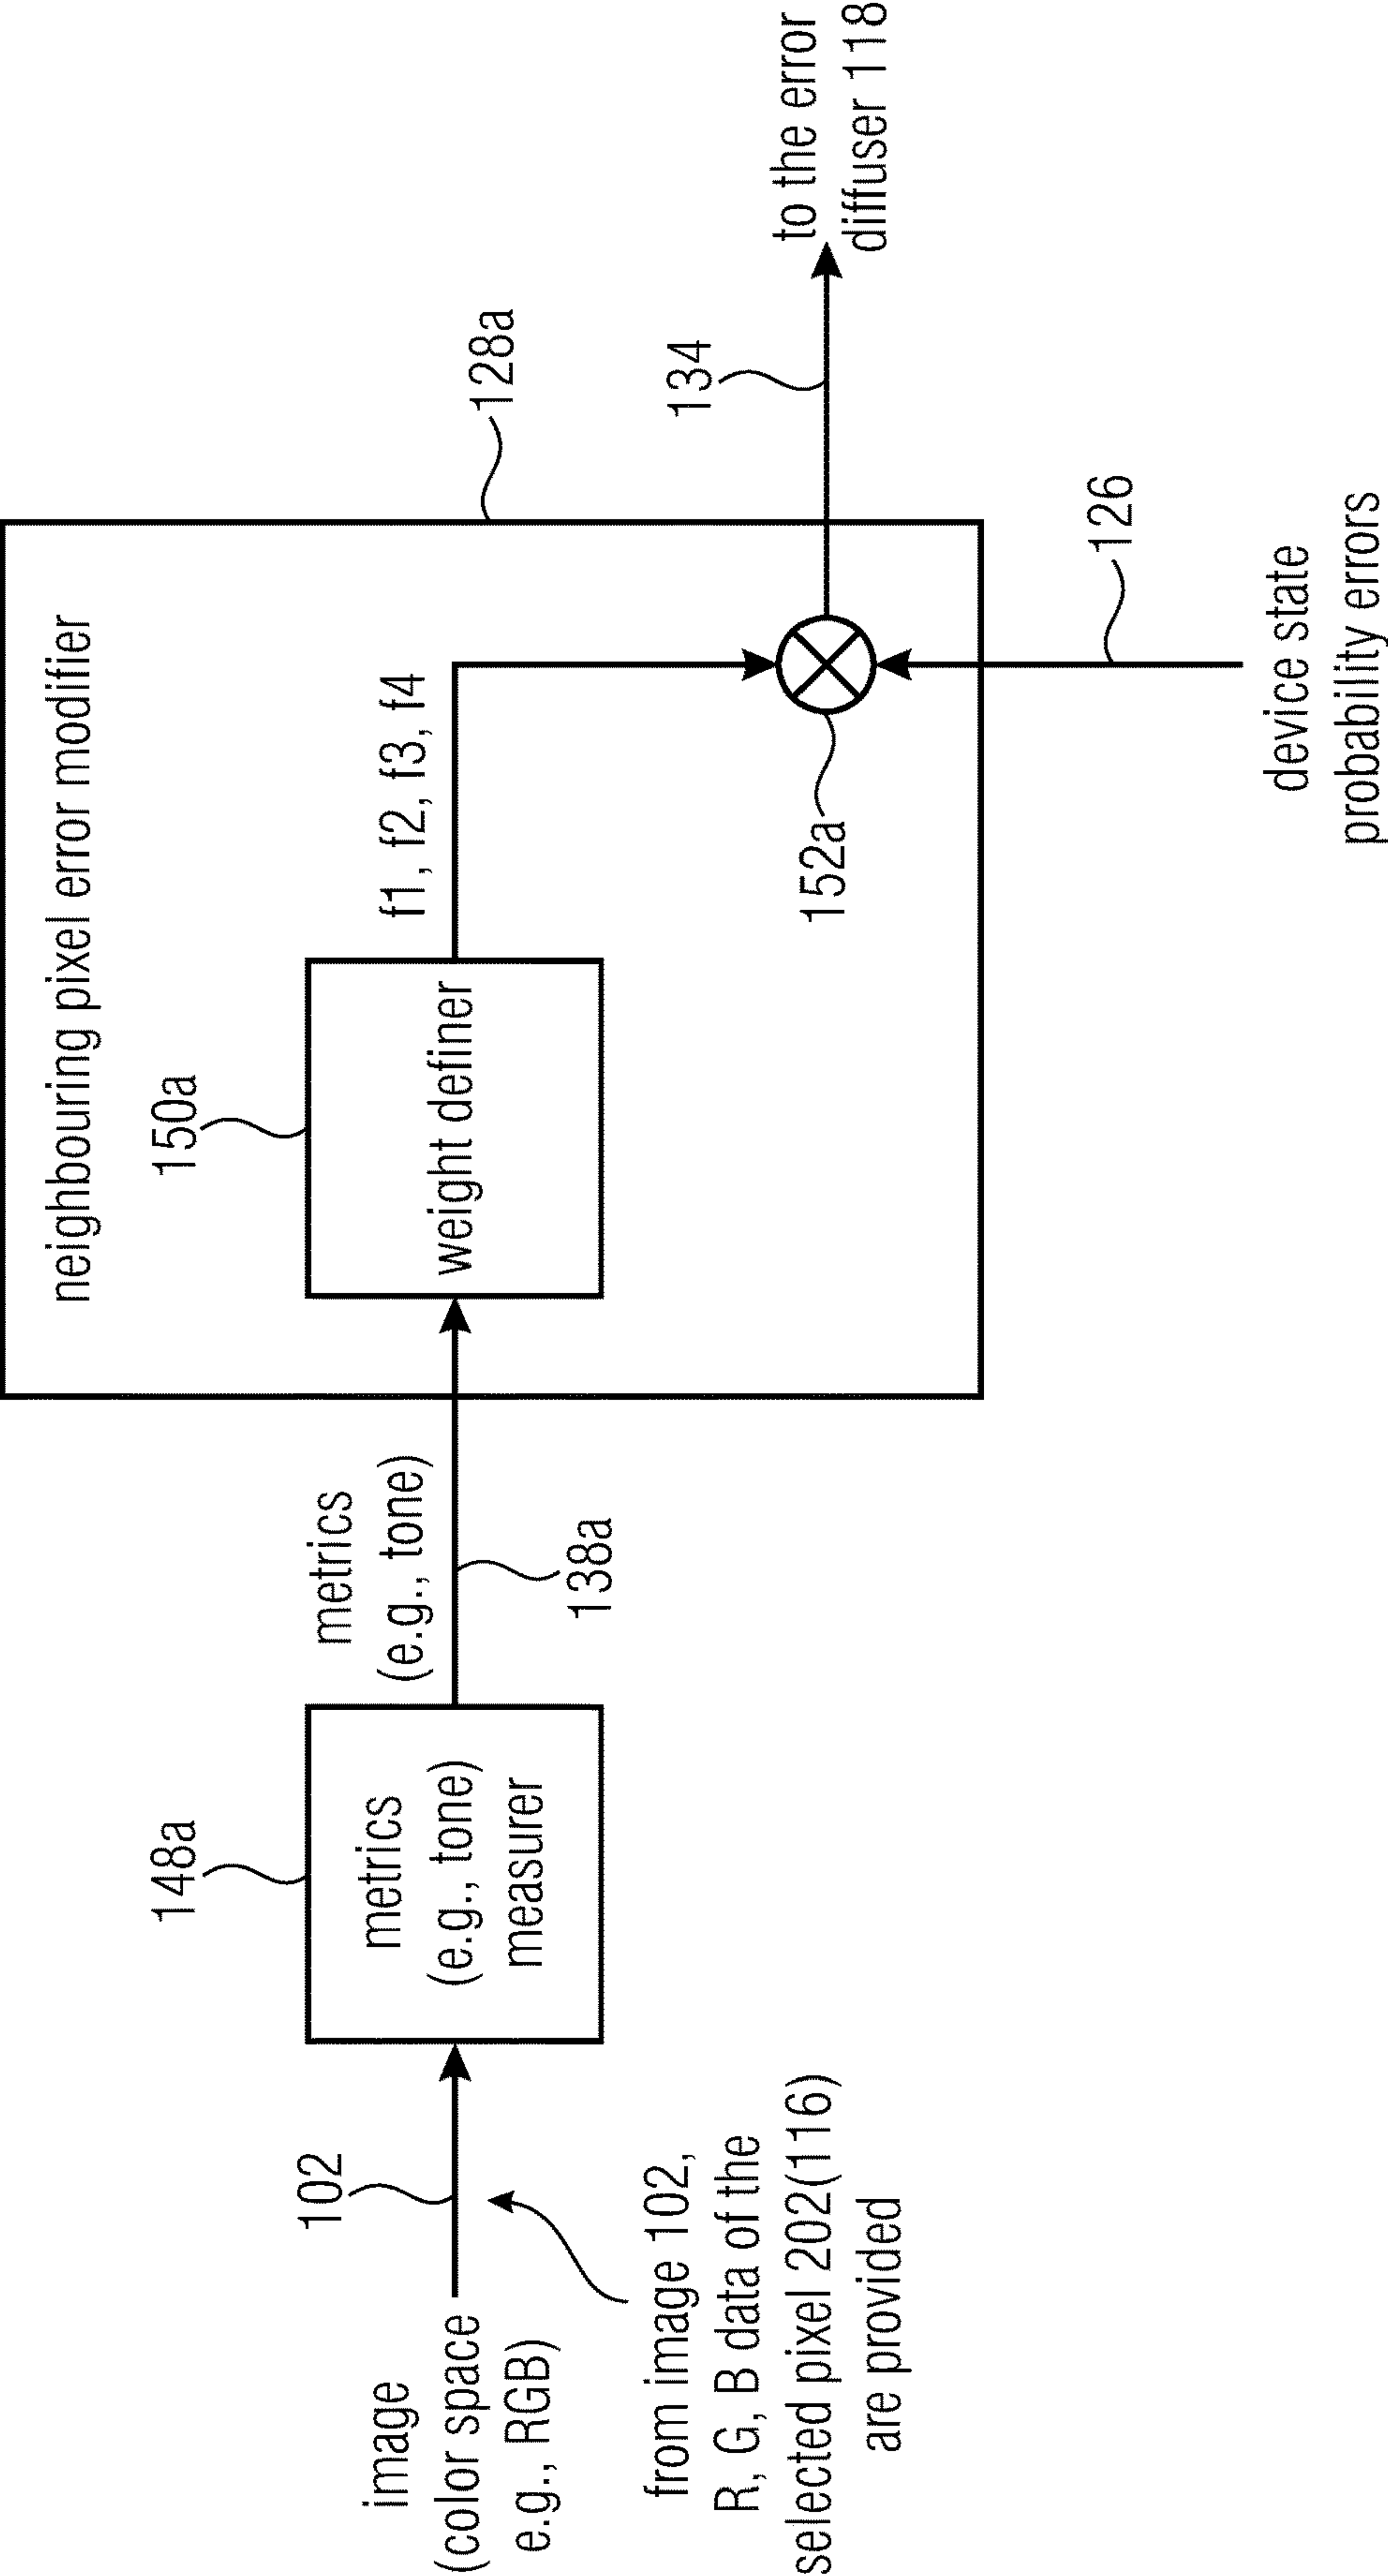 image
(color space
e.g., RGB)
102
from image 102,
R, G, B data of the
selected pixel 202(116)
are provided
148a
metrics
(e.g., tone)
measurer
metrics
(e.g., tone)
138a
neighbouring pixel error modifier
128a
150a
weight definer
f1, f2, f3, f4
152a
134
to the error
diffuser 118
126
device state
probability errors